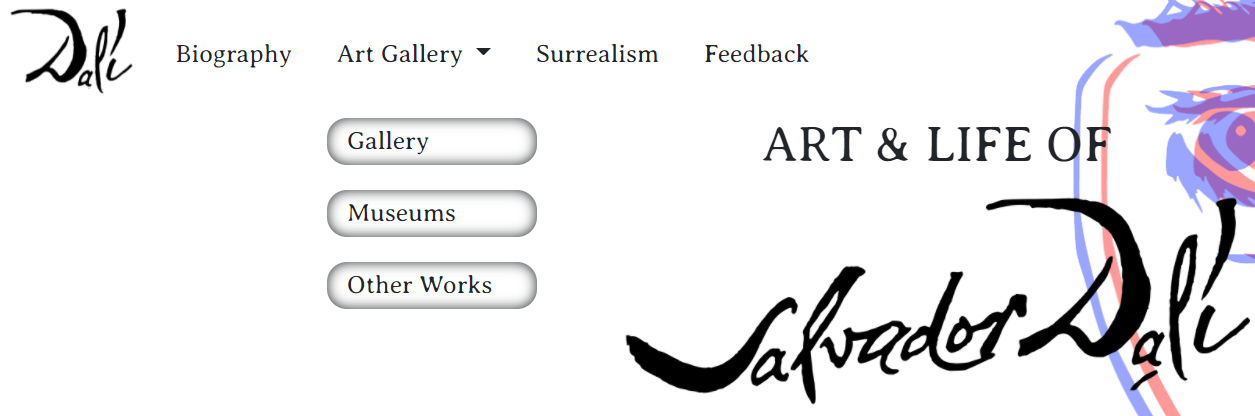 Dalí
Biography
Art Gallery
Surrealism
Feedback
Gallery
Museums
Other Works
ART & LIFE OF
Salvador Dalí